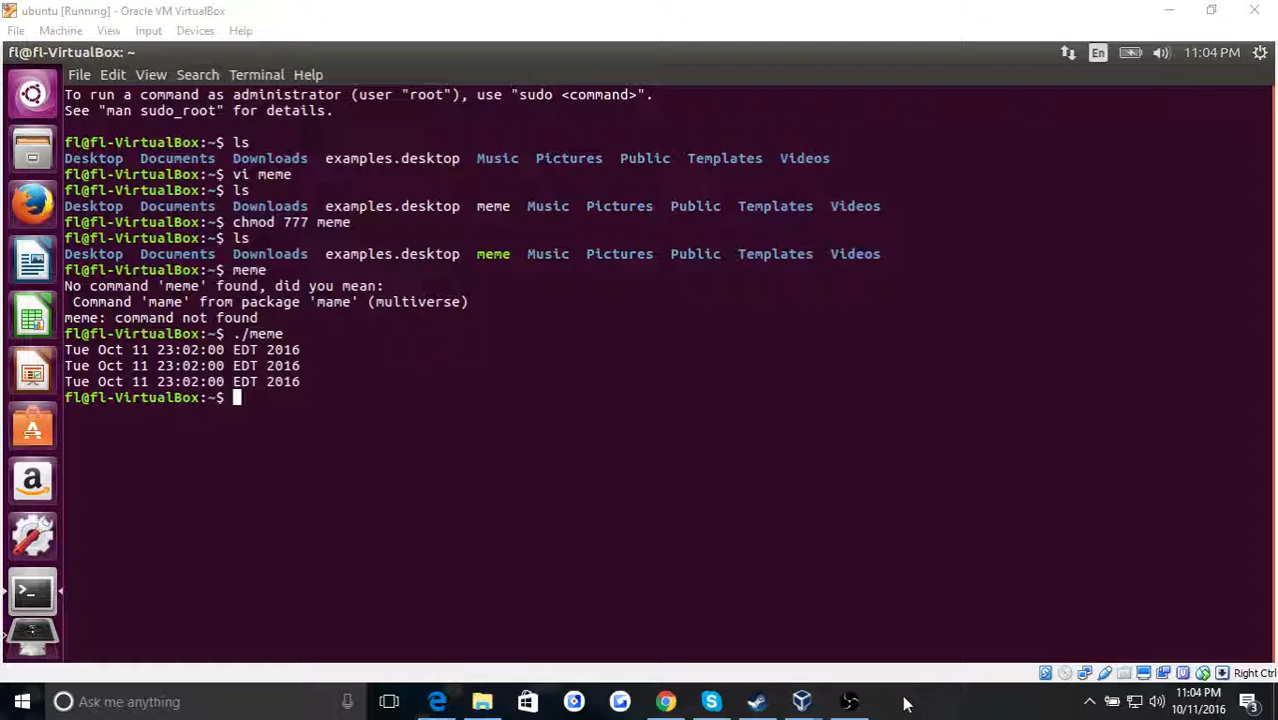 ubuntu [Running] - Oracle VM VirtualBox
File Machine View Input Devices Help
fl@fl-VirtualBox: ~ En 11:04 PM
File Edit View Search Terminal Help
To run a command as administrator (user "root"), use "sudo <command>".
See "man sudo_root" for details.
fl@fl-VirtualBox:~$ ls
Desktop Documents Downloads examples.desktop Music Pictures Public Templates Videos
fl@fl-VirtualBox:~$ vi meme
fl@fl-VirtualBox:~$ ls
Desktop Documents Downloads examples.desktop meme Music Pictures Public Templates Videos
fl@fl-VirtualBox:~$ chmod 777 meme
fl@fl-VirtualBox:~$ ls
Desktop Documents Downloads examples.desktop meme Music Pictures Public Templates Videos
fl@fl-VirtualBox:~$ meme
No command 'meme' found, did you mean:
Command 'mame' from package 'mame' (multiverse)
meme: command not found
fl@fl-VirtualBox:~$ ./meme
Tue Oct 11 23:02:00 EDT 2016
Tue Oct 11 23:02:00 EDT 2016
Tue Oct 11 23:02:00 EDT 2016
fl@fl-VirtualBox:~$
Right Ctrl
Ask me anything
11:04 PM
10/11/2016
3